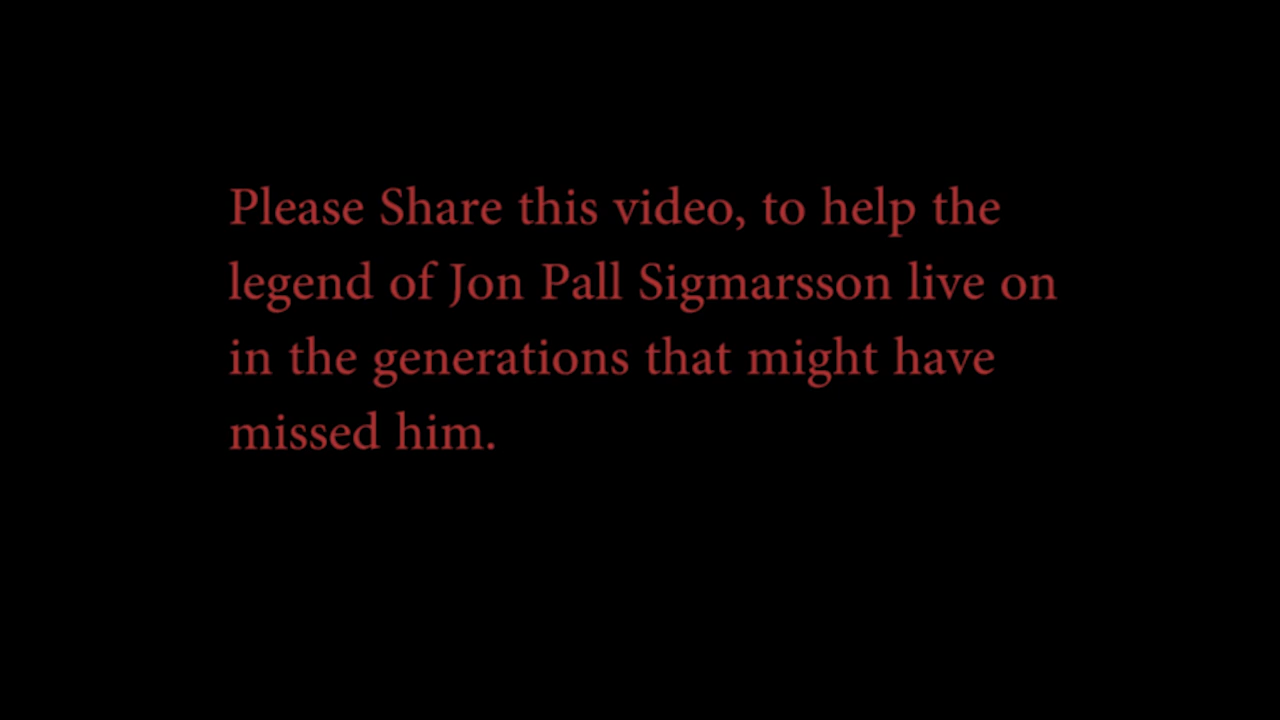 Please Share this video, to help the
legend of Jon Pall Sigmarsson live on
in the generations that might have
missed him.